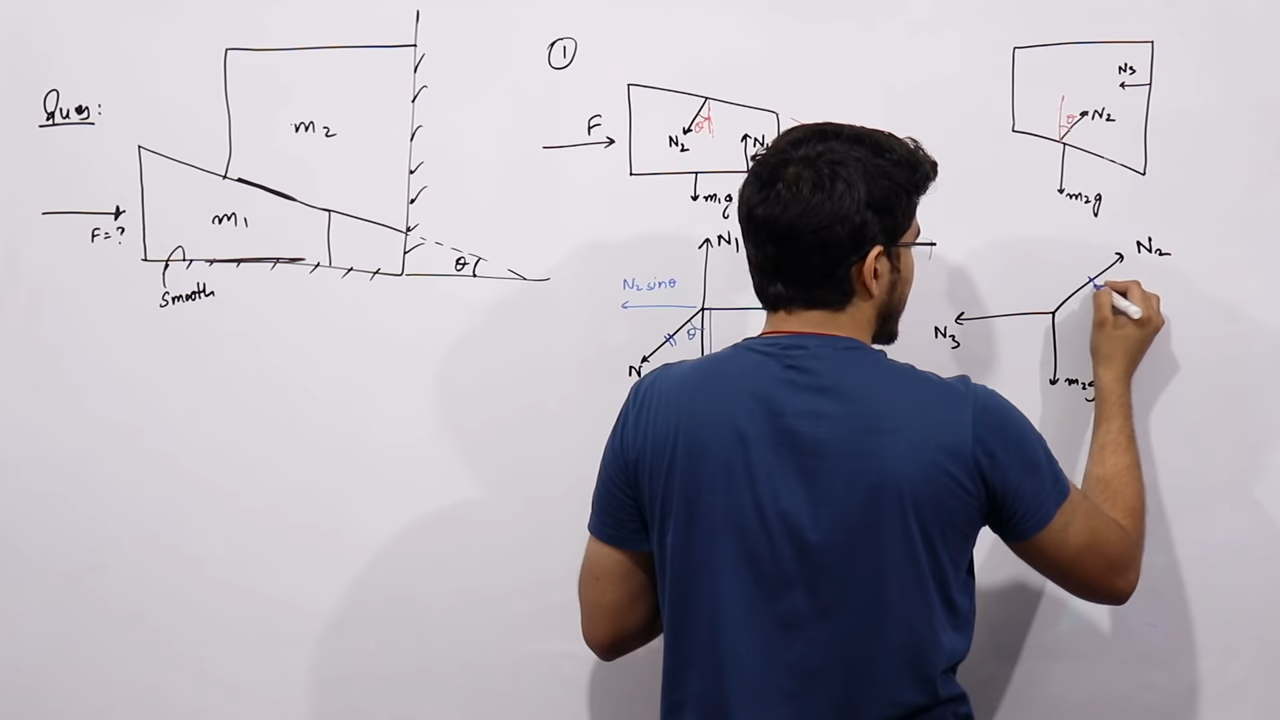 Ques:
m2
m1
F=?
Smooth
θ
①
F
N2
θ
m1g
N1
N2 sinθ
θ
N3
θ
N2
m2g
N2
N3